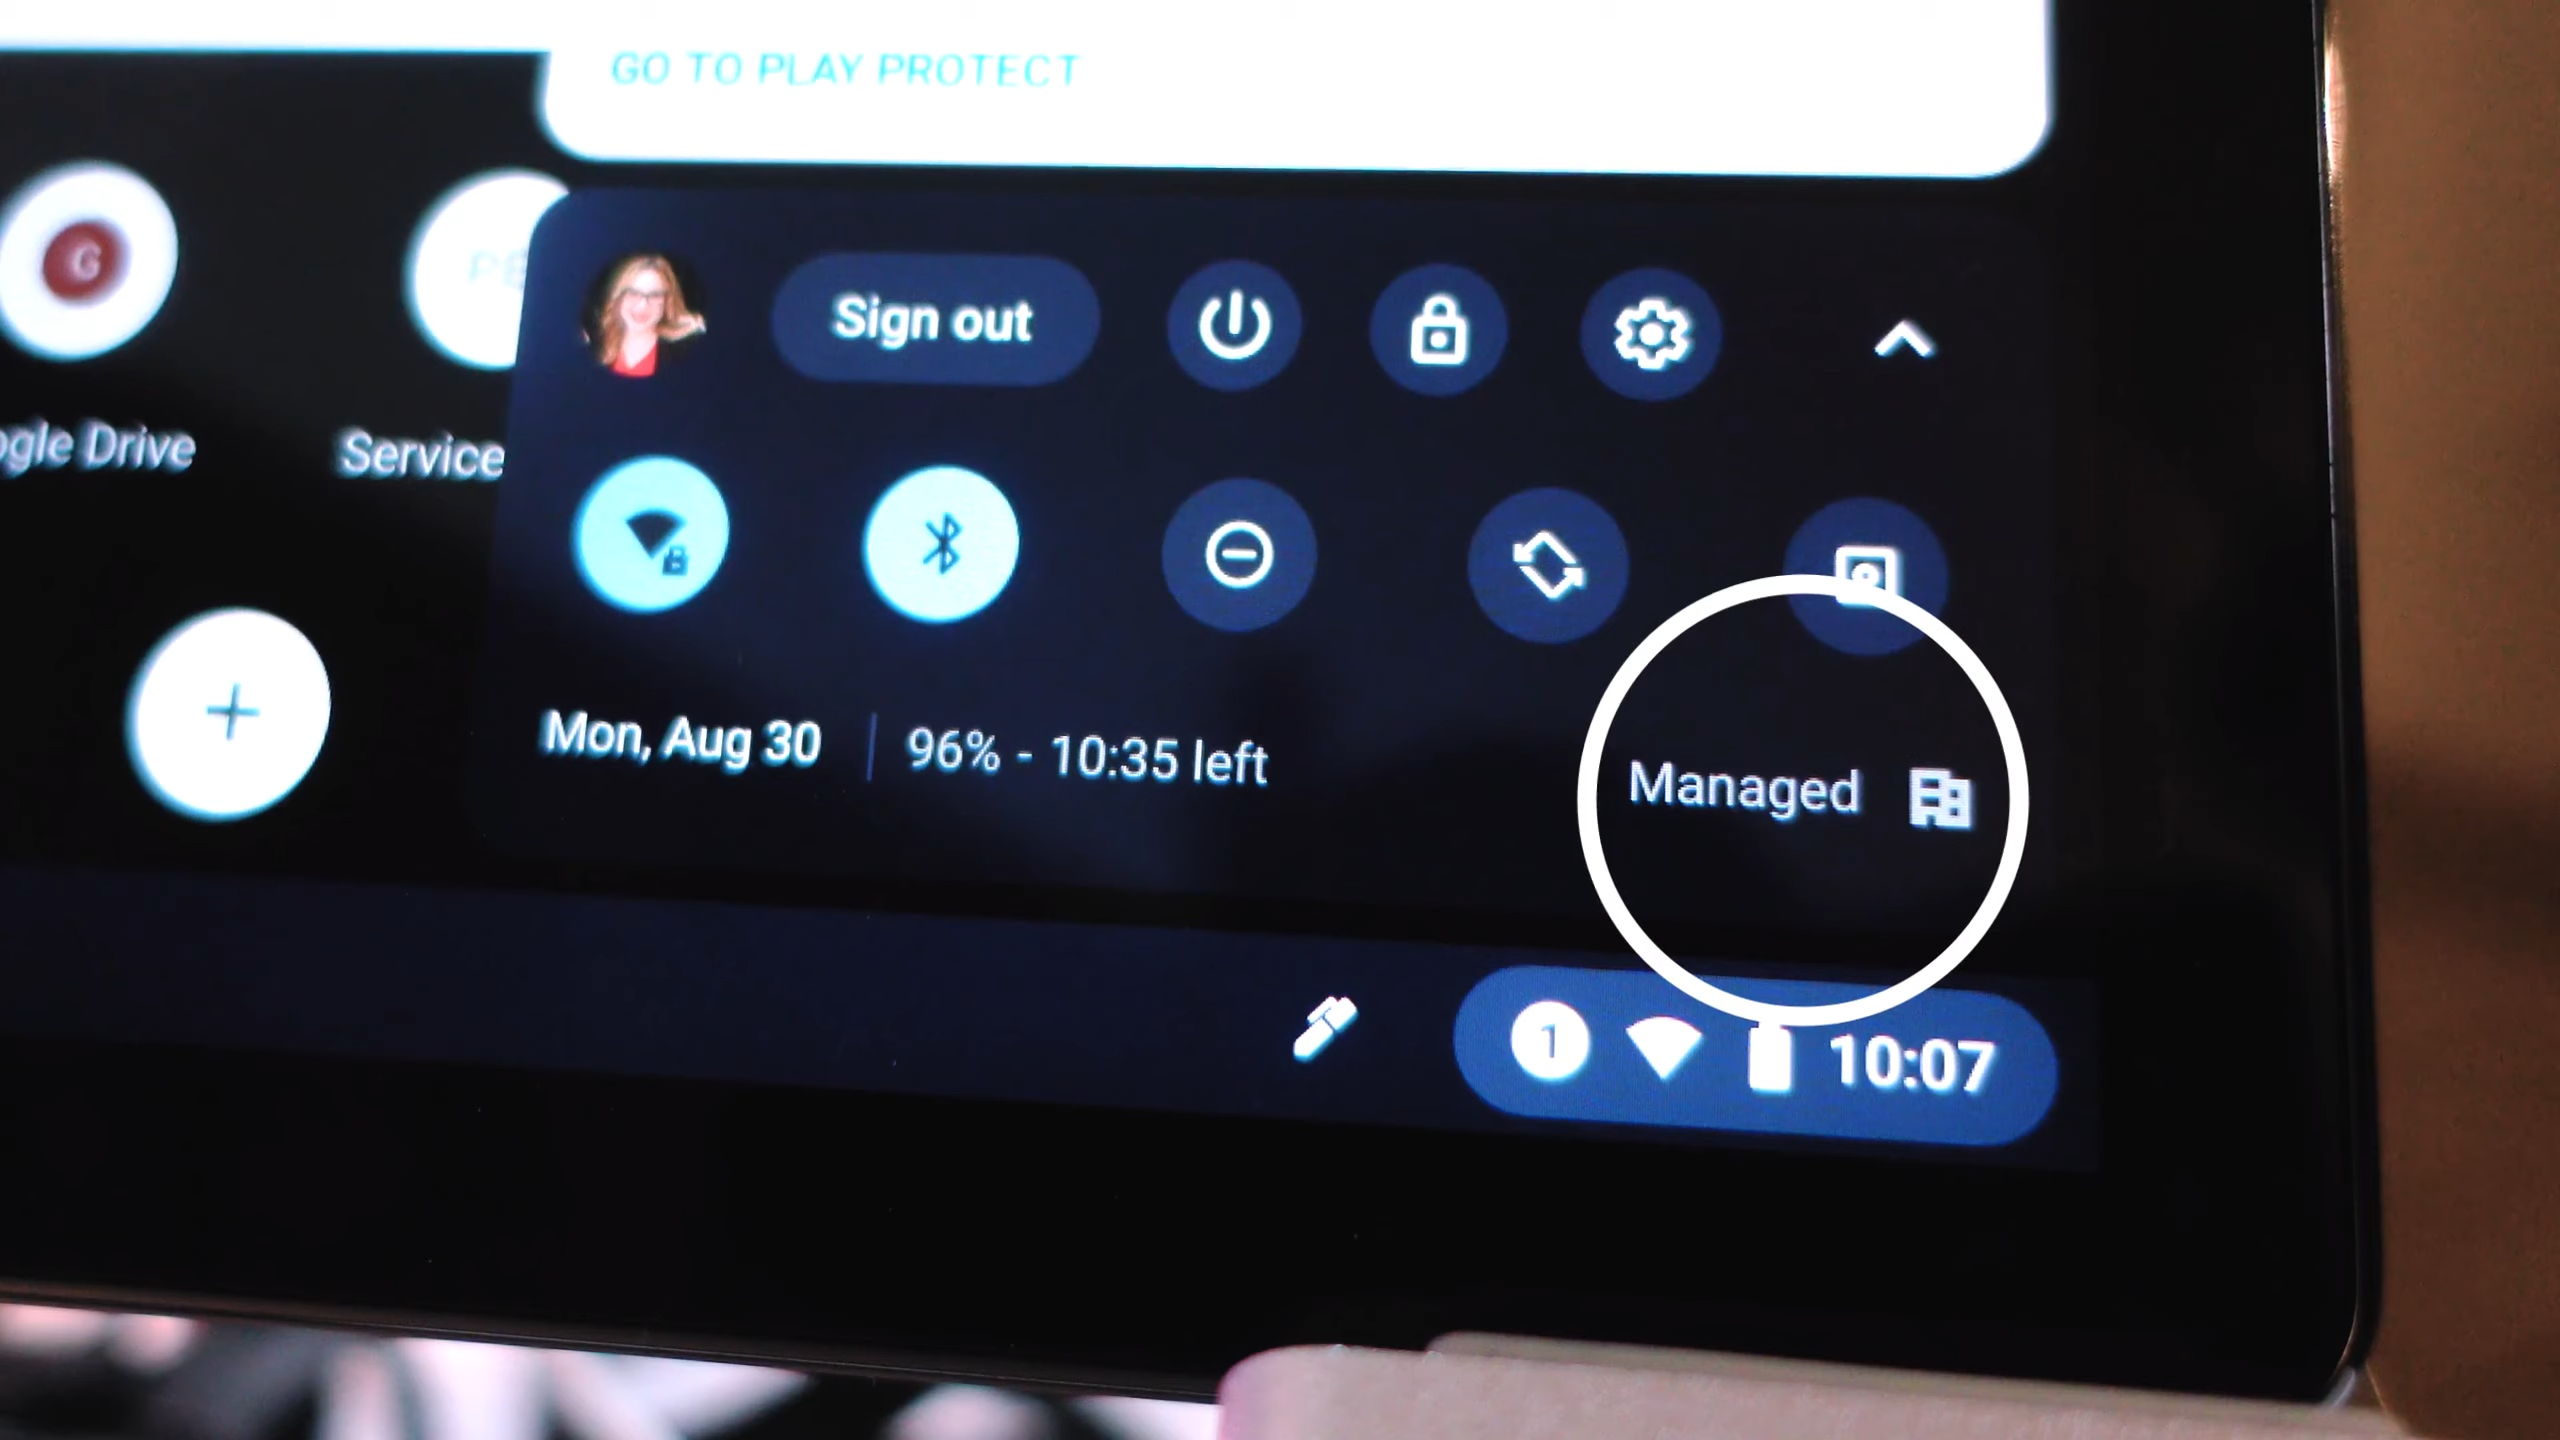 GO TO PLAY PROTECT
G
Sign out
ogle Drive
Service
Mon, Aug 30
96% - 10:35 left
Managed
1
10:07